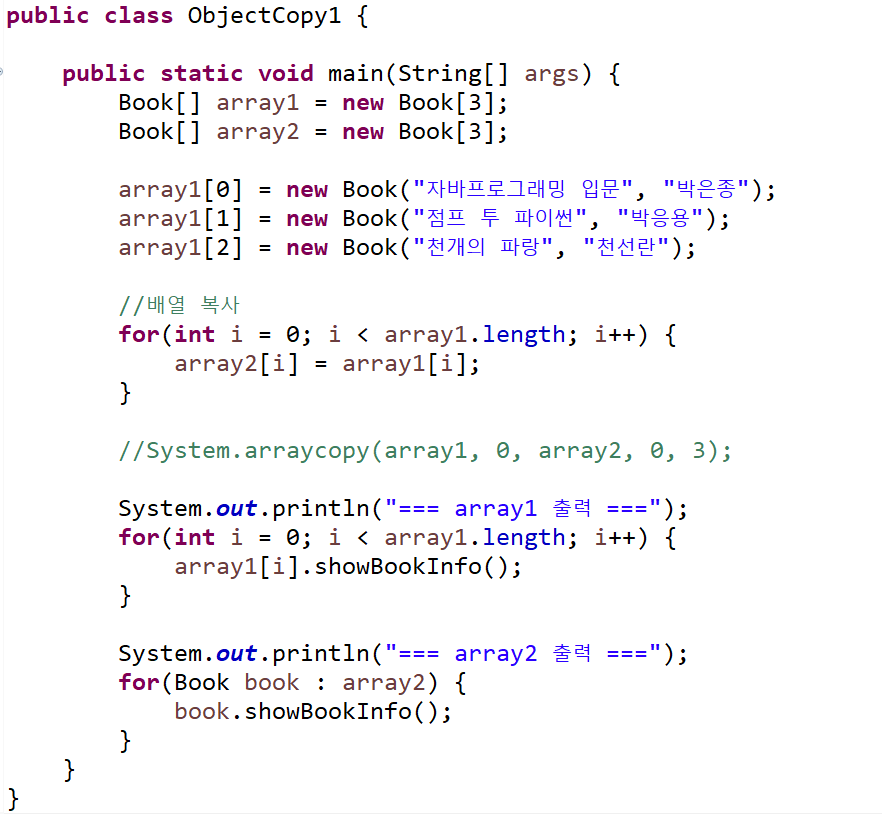 public class ObjectCopy1 {
public static void main(String[] args) {
Book[] array1 = new Book[3];
Book[] array2 = new Book[3];
array1[0] = new Book("자바프로그래밍 입문", "박은종");
array1[1] = new Book("점프 투 파이썬", "박응용");
array1[2] = new Book("천개의 파랑", "천선란");
//배열 복사
for(int i = 0; i < array1.length; i++) {
array2[i] = array1[i];
}
//System.arraycopy(array1, 0, array2, 0, 3);
System.out.println("=== array1 출력 ===");
for(int i = 0; i < array1.length; i++) {
array1[i].showBookInfo();
}
System.out.println("=== array2 출력 ===");
for(Book book : array2) {
book.showBookInfo();
}
}
}